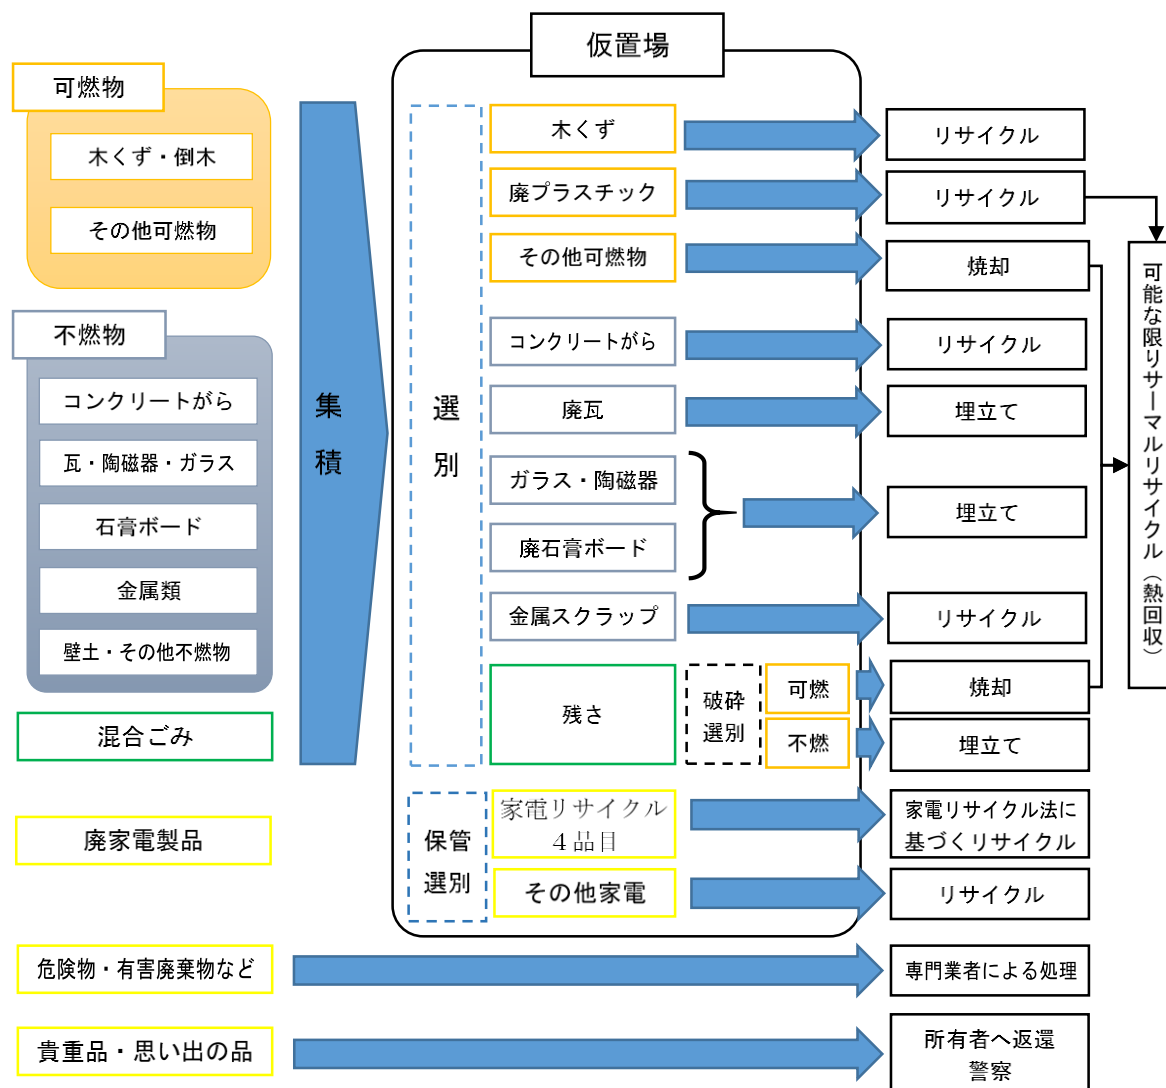 仮置場
可燃物
木くず・倒木
その他可燃物
不燃物
コンクリートがら
瓦・陶磁器・ガラス
石膏ボード
金属類
壁土・その他不燃物
混合ごみ
廃家電製品
危険物・有害廃棄物など
貴重品・思い出の品
集積
選別
木くず
廃プラスチック
その他可燃物
コンクリートがら
廃瓦
ガラス・陶磁器
廃石膏ボード
金属スクラップ
残さ
破砕
選別
可燃
不燃
保管
選別
家電リサイクル
4品目
その他家電
リサイクル
リサイクル
焼却
リサイクル
埋立て
埋立て
リサイクル
焼却
埋立て
家電リサイクル法に
基づくリサイクル
リサイクル
専門業者による処理
所有者へ返還
警察
可能な限りサーマルリサイクル（熱回収）